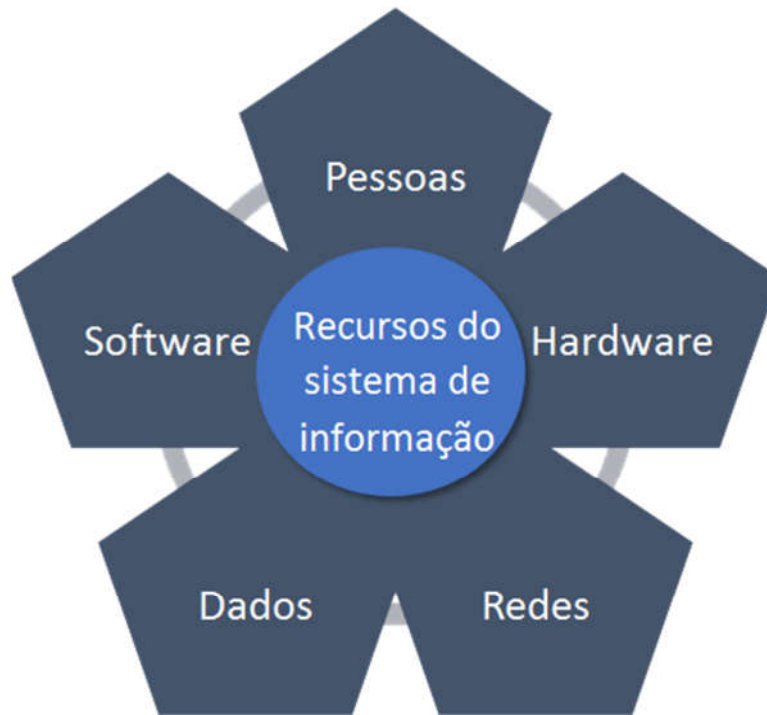 Pessoas
Software
Recursos do
sistema de
informação
Hardware
Dados
Redes